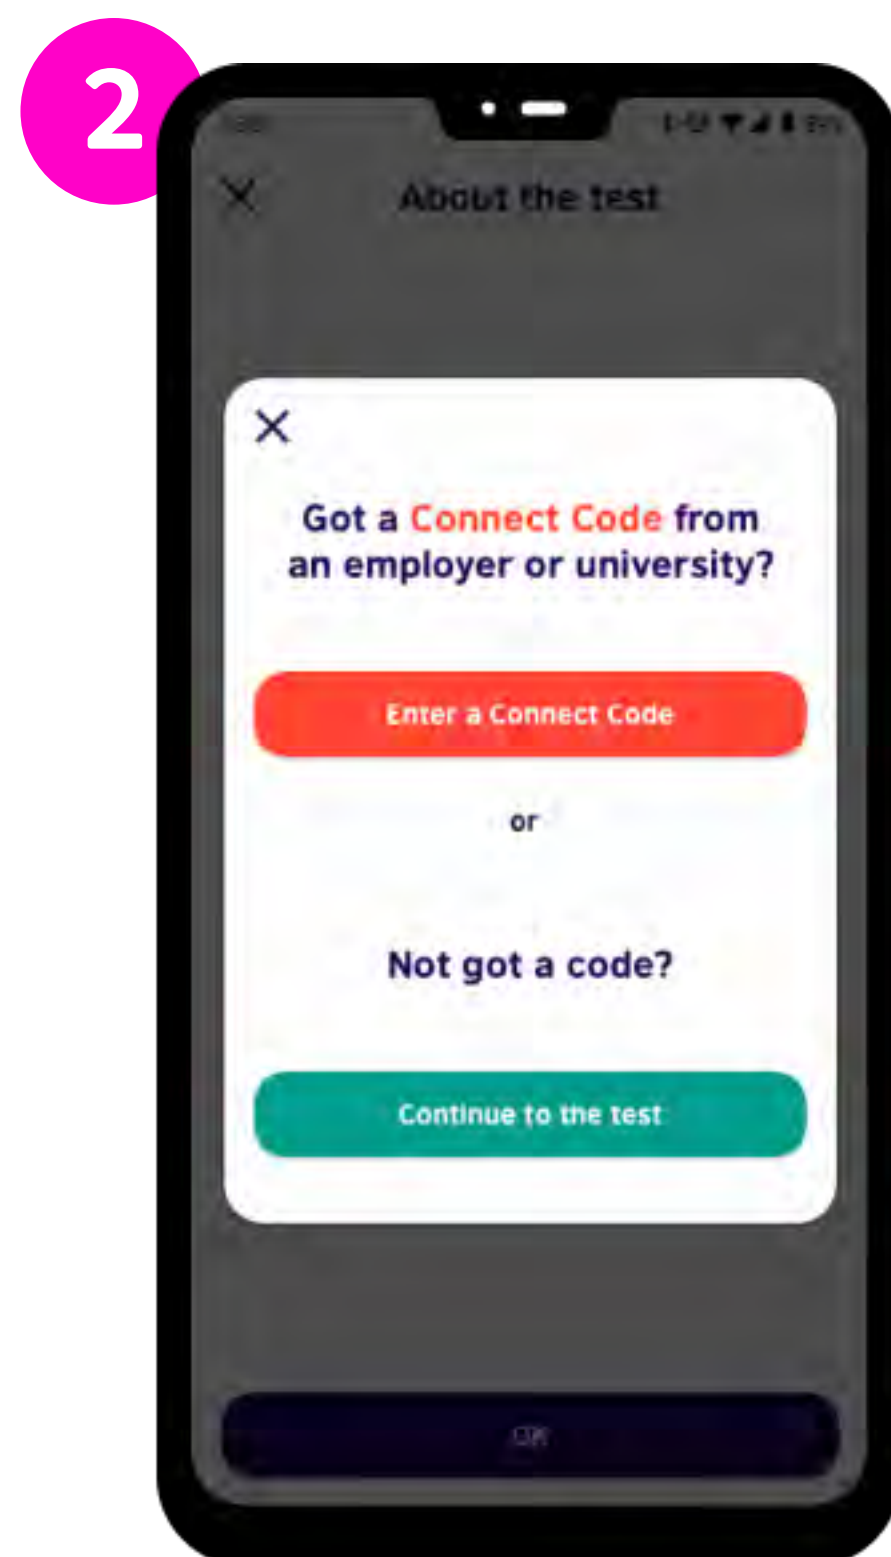 2
About the test
Got a Connect Code from
an employer or university?
Enter a Connect Code
or
Not got a code?
Continue to the test
OK